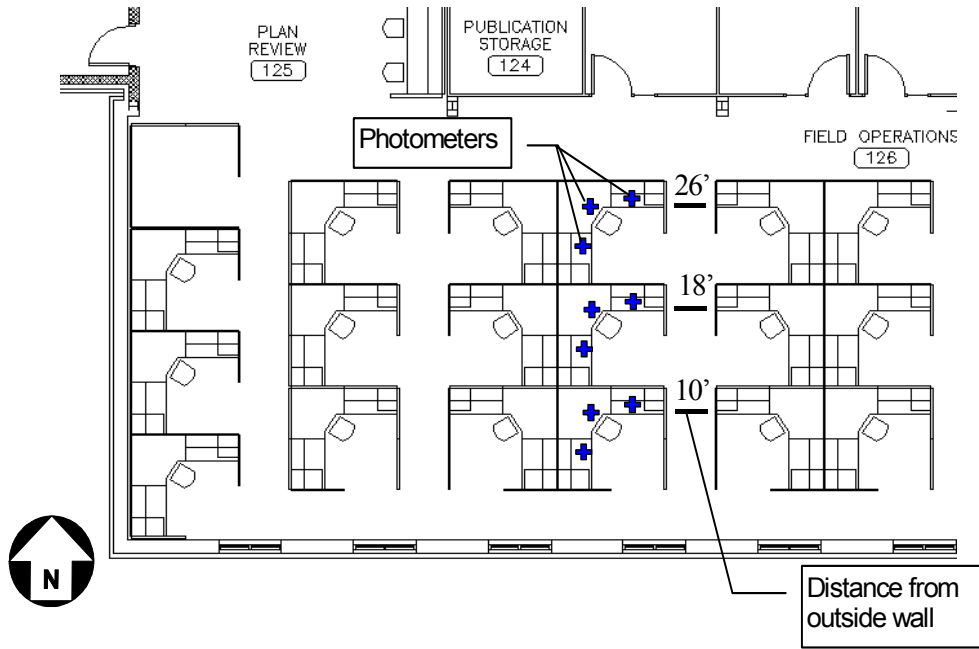 PLAN
REVIEW
125
PUBLICATION
STORAGE
124
Photometers
FIELD OPERATIONS
126
26’
18’
10’
N
Distance from
outside wall